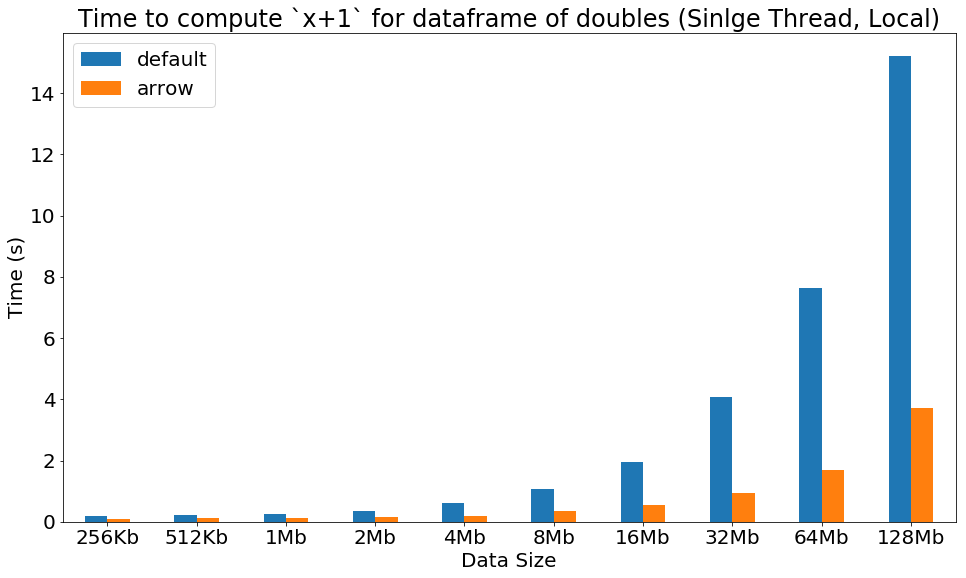 Time to compute `x+1` for dataframe of doubles (Sinlge Thread, Local)
default
arrow
14
12
10
8
6
4
2
0
Time (s)
256Kb 512Kb 1Mb 2Mb 4Mb 8Mb 16Mb 32Mb 64Mb 128Mb
Data Size